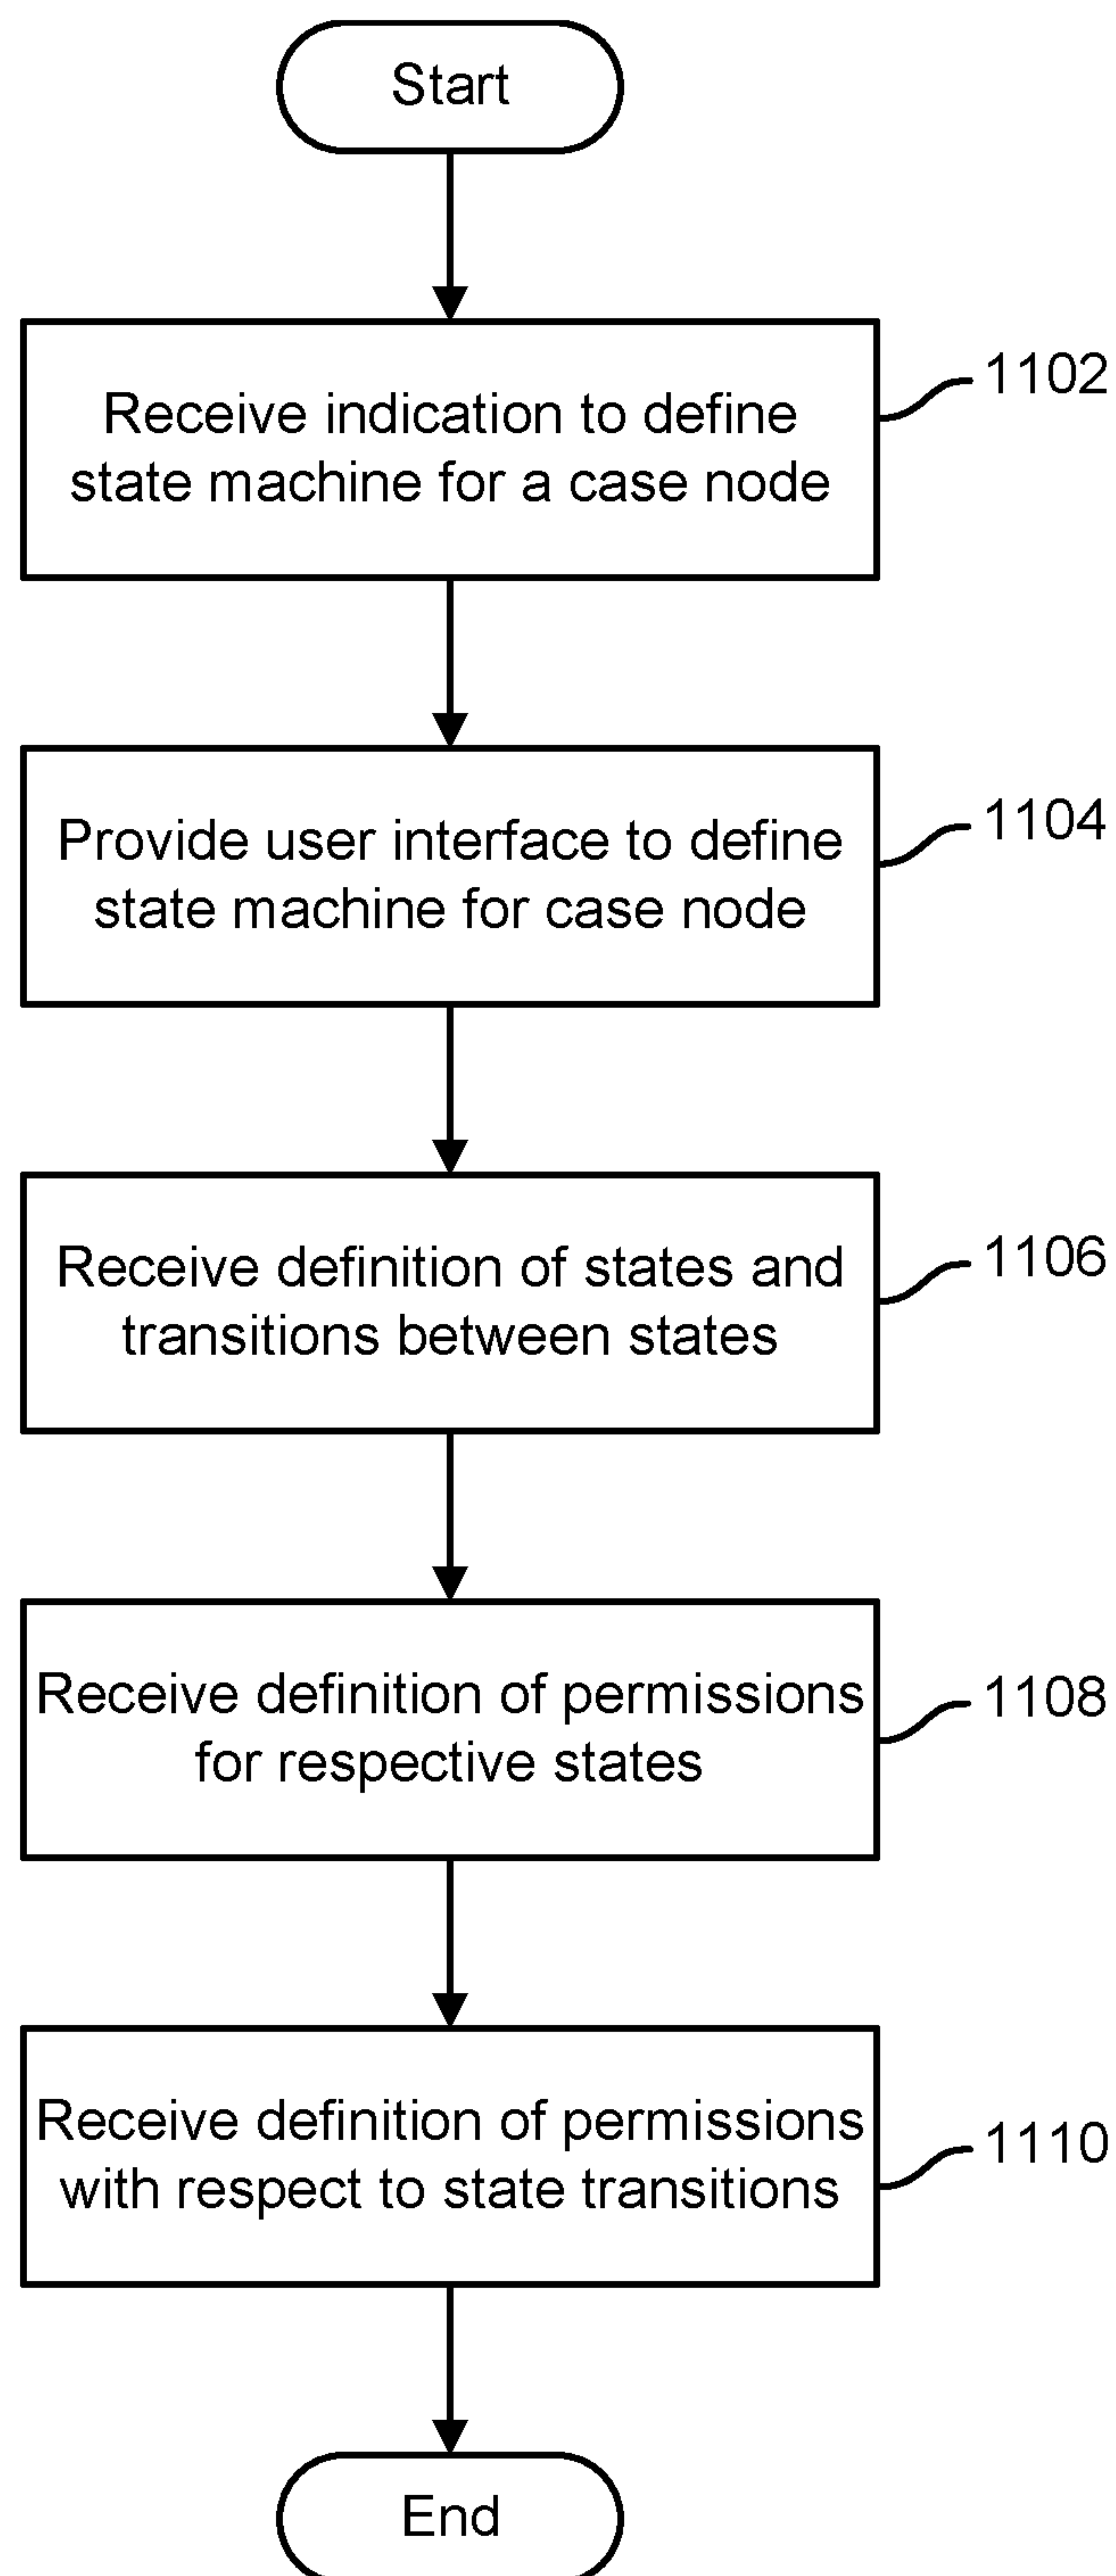 Start
Receive indication to define
state machine for a case node
1102
Provide user interface to define
state machine for case node
1104
Receive definition of states and
transitions between states
1106
Receive definition of permissions
for respective states
1108
Receive definition of permissions
with respect to state transitions
1110
End